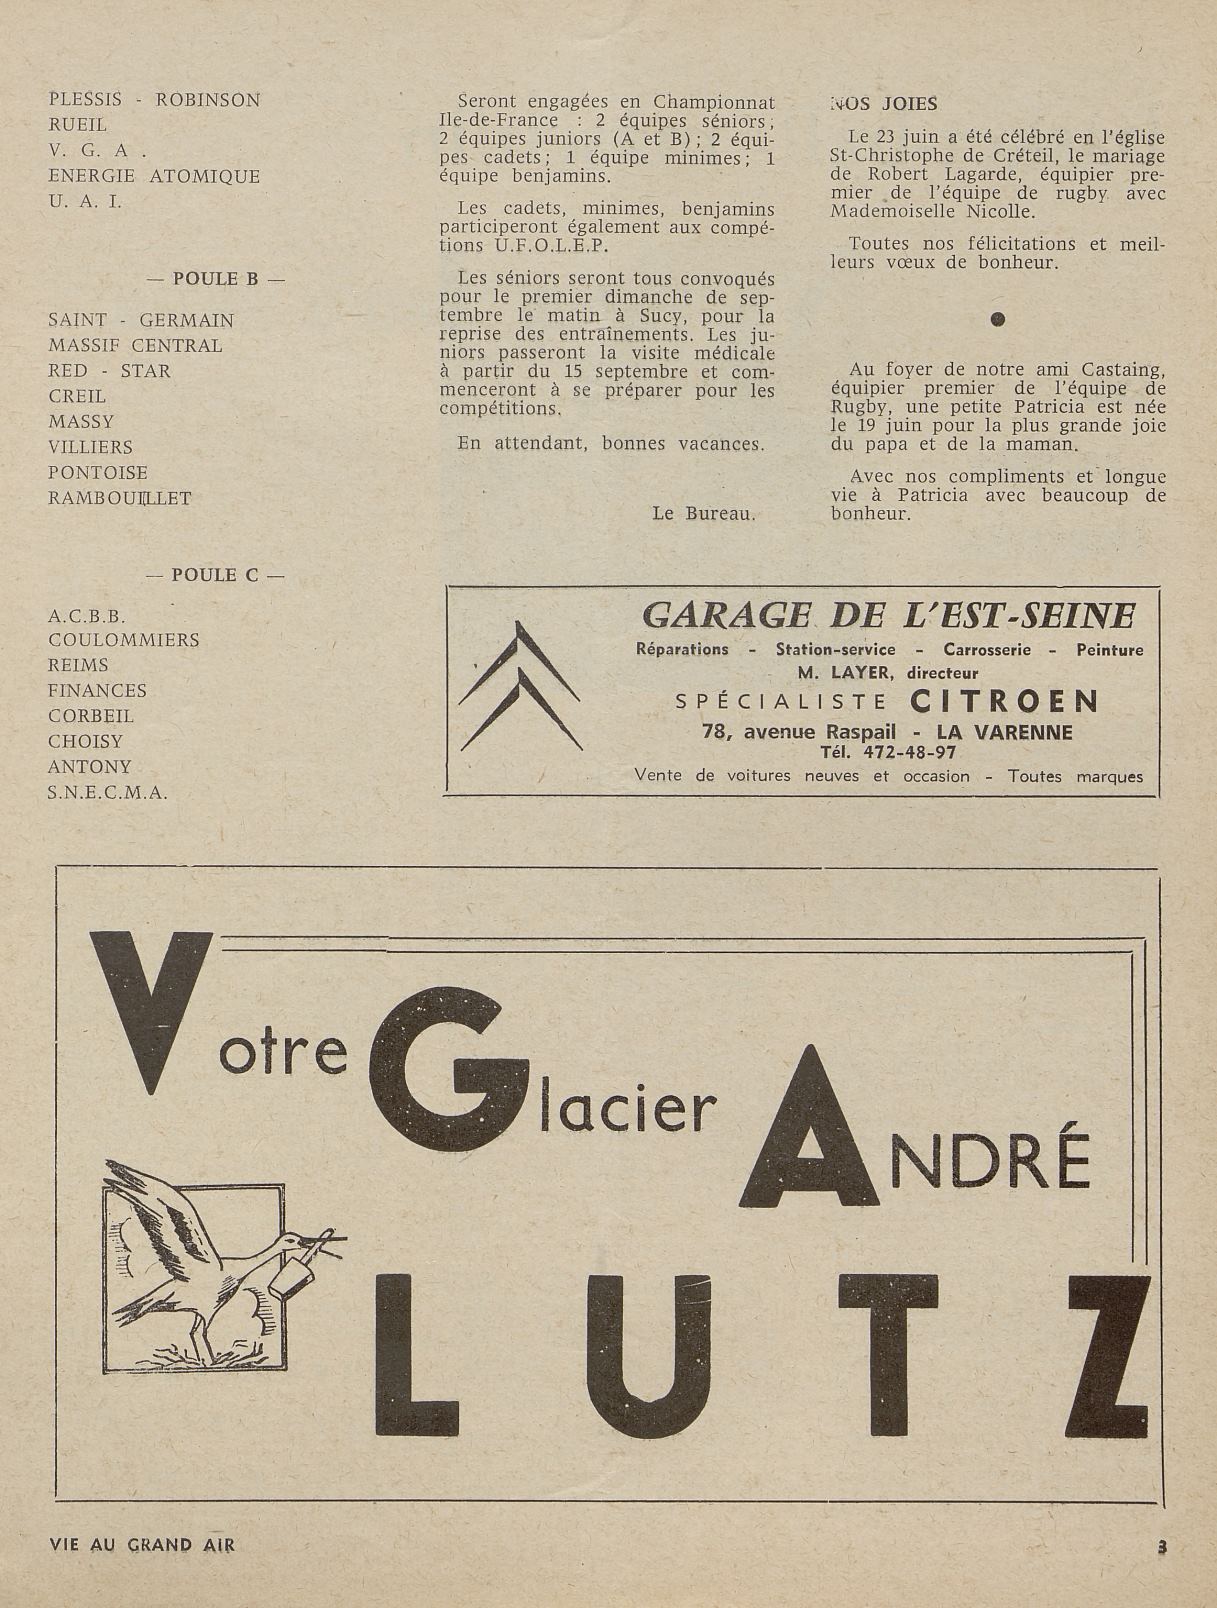 PLESSIS - ROBINSON
RUEIL
V. G. A .
ENERGIE ATOMIQUE
U. A. I.
— POULE B —
SAINT - GERMAIN
MASSIF CENTRAL
RED - STAR
CREIL
MASSY
VILLIERS
PONTOISE
RAMBOUILLET
— POULE C —
A.C.B.B.
COULOMMIERS
REIMS
FINANCES
CORBEIL
CHOISY
ANTONY
S.N.E.C.M.A.
Seront engagées en Championnat
Ile-de-France : 2 équipes séniors;
2 équipes juniors (A et B); 2 équi-
pes cadets; 1 équipe minimes; 1
équipe benjamins.
Les cadets, minimes, benjamins
participeront également aux compé-
tions U.F.O.L.E.P.
Les séniors seront tous convoqués
pour le premier dimanche de sep-
tembre le matin à Sucy, pour la
reprise des entraînements. Les ju-
niors passeront la visite médicale
à partir du 15 septembre et com-
menceront à se préparer pour les
compétitions.
En attendant, bonnes vacances.
Le Bureau.
NOS JOIES
Le 23 juin a été célébré en l'église
St-Christophe de Créteil, le mariage
de Robert Lagarde, équipier pre-
mier de l'équipe de rugby avec
Mademoiselle Nicolle.
Toutes nos félicitations et meil-
leurs vœux de bonheur.
●
Au foyer de notre ami Castaing,
équipier premier de l'équipe de
Rugby, une petite Patricia est née
le 19 juin pour la plus grande joie
du papa et de la maman.
Avec nos compliments et longue
vie à Patricia avec beaucoup de
bonheur.
GARAGE DE L'EST-SEINE
Réparations - Station-service - Carrosserie - Peinture
M. LAYER, directeur
SPÉCIALISTE CITROEN
78, avenue Raspail - LA VARENNE
Tél. 472-48-97
Vente de voitures neuves et occasion - Toutes marques
Votre Glacier ANDRÉ
LUTZ
VIE AU GRAND AIR
3